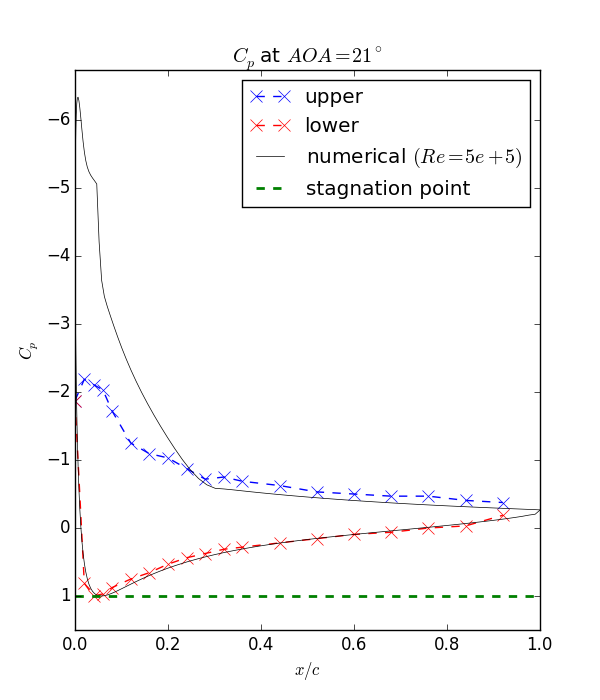 C_p at AOA=21°
upper
lower
numerical (Re=5e+5)
stagnation point
−6
−5
−4
−3
−2
−1
0
1
C_p
0.0 0.2 0.4 0.6 0.8 1.0
x/c